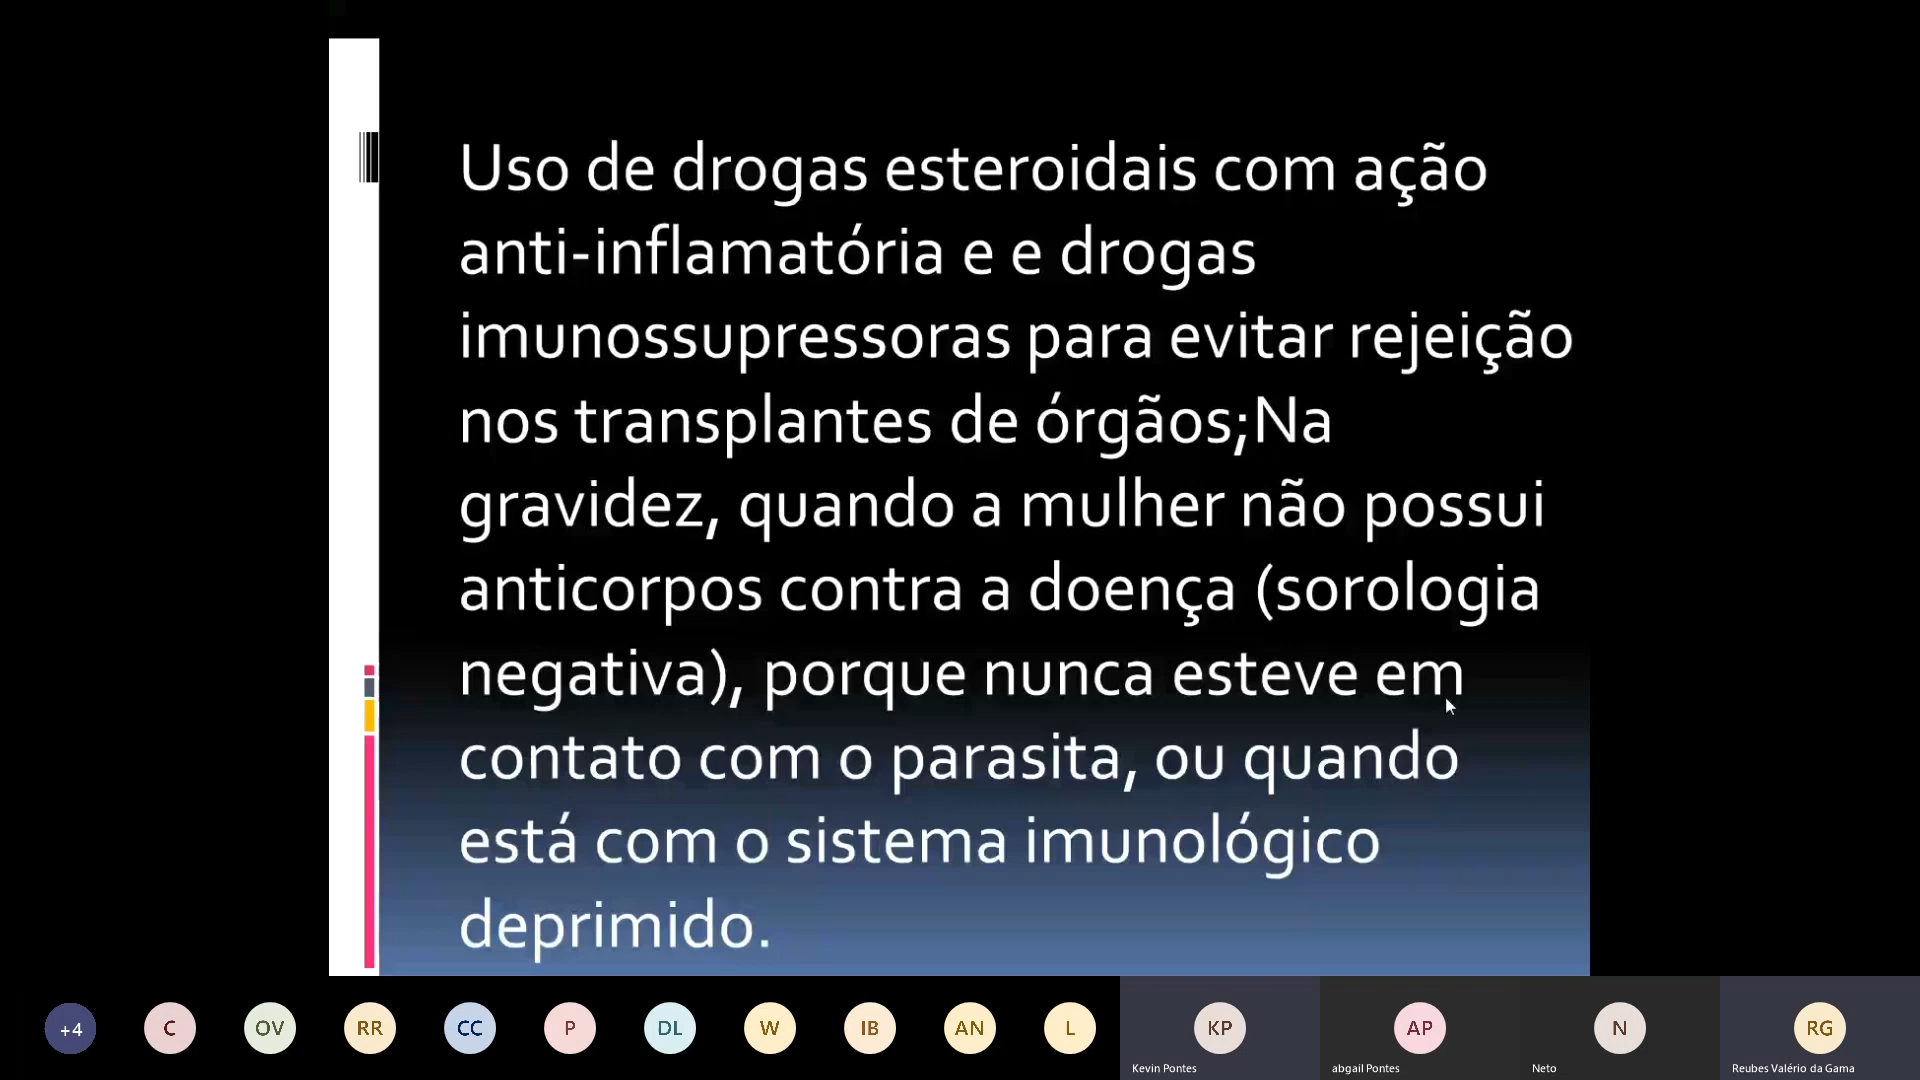 Uso de drogas esteroidais com ação
anti-inflamatória e e drogas
imunossupressoras para evitar rejeição
nos transplantes de órgãos;Na
gravidez, quando a mulher não possui
anticorpos contra a doença (sorologia
negativa), porque nunca esteve em
contato com o parasita, ou quando
está com o sistema imunológico
deprimido.
+4 C OV RR CC P DL W IB AN L KP AP N RG
Kevin Pontes abgail Pontes Neto Reubes Valério da Gama